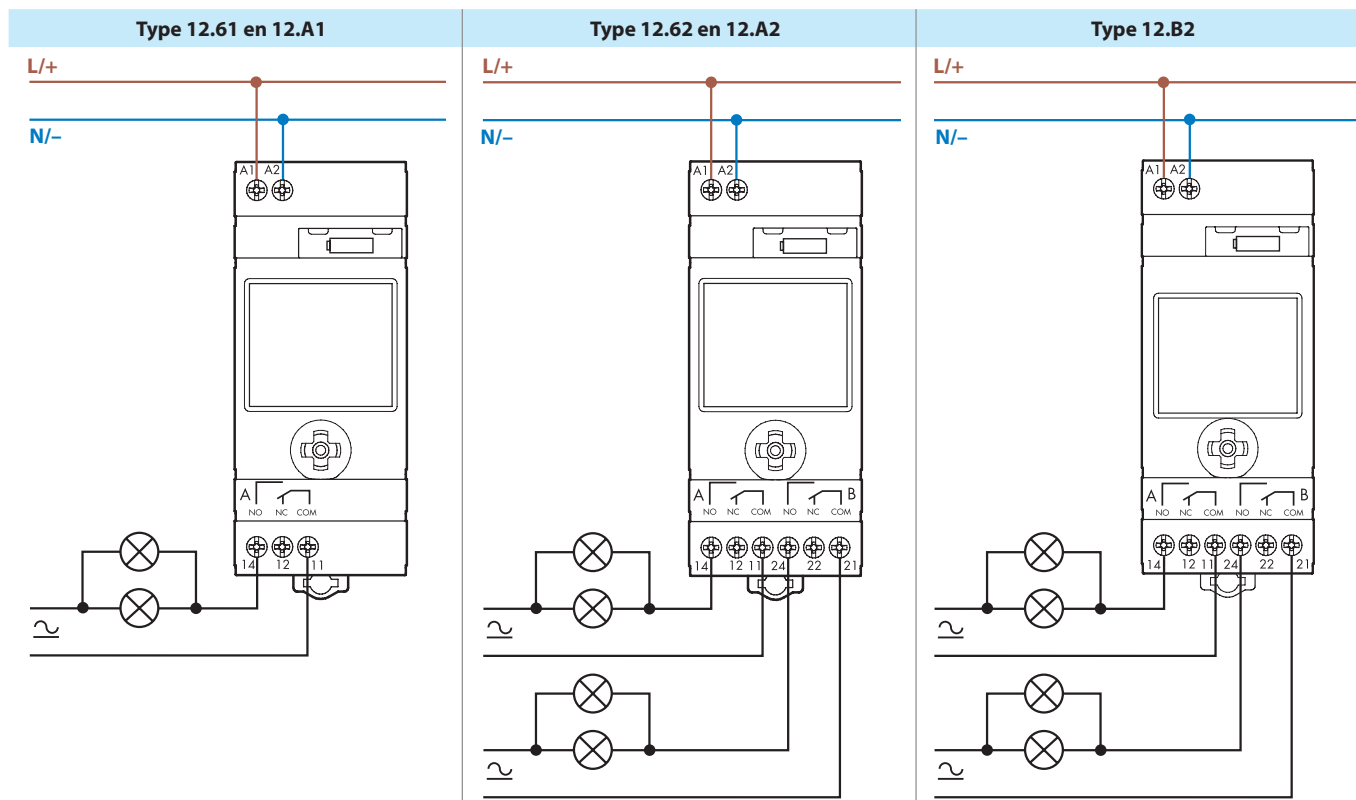 Type 12.61 en 12.A1
L/+
N/–
A1 A2
A
NO NC COM
14 12 11
Type 12.62 en 12.A2
L/+
N/–
A1 A2
A B
NO NC COM NO NC COM
14 12 11 24 22 21
Type 12.B2
L/+
N/–
A1 A2
A B
NO NC COM NO NC COM
14 12 11 24 22 21